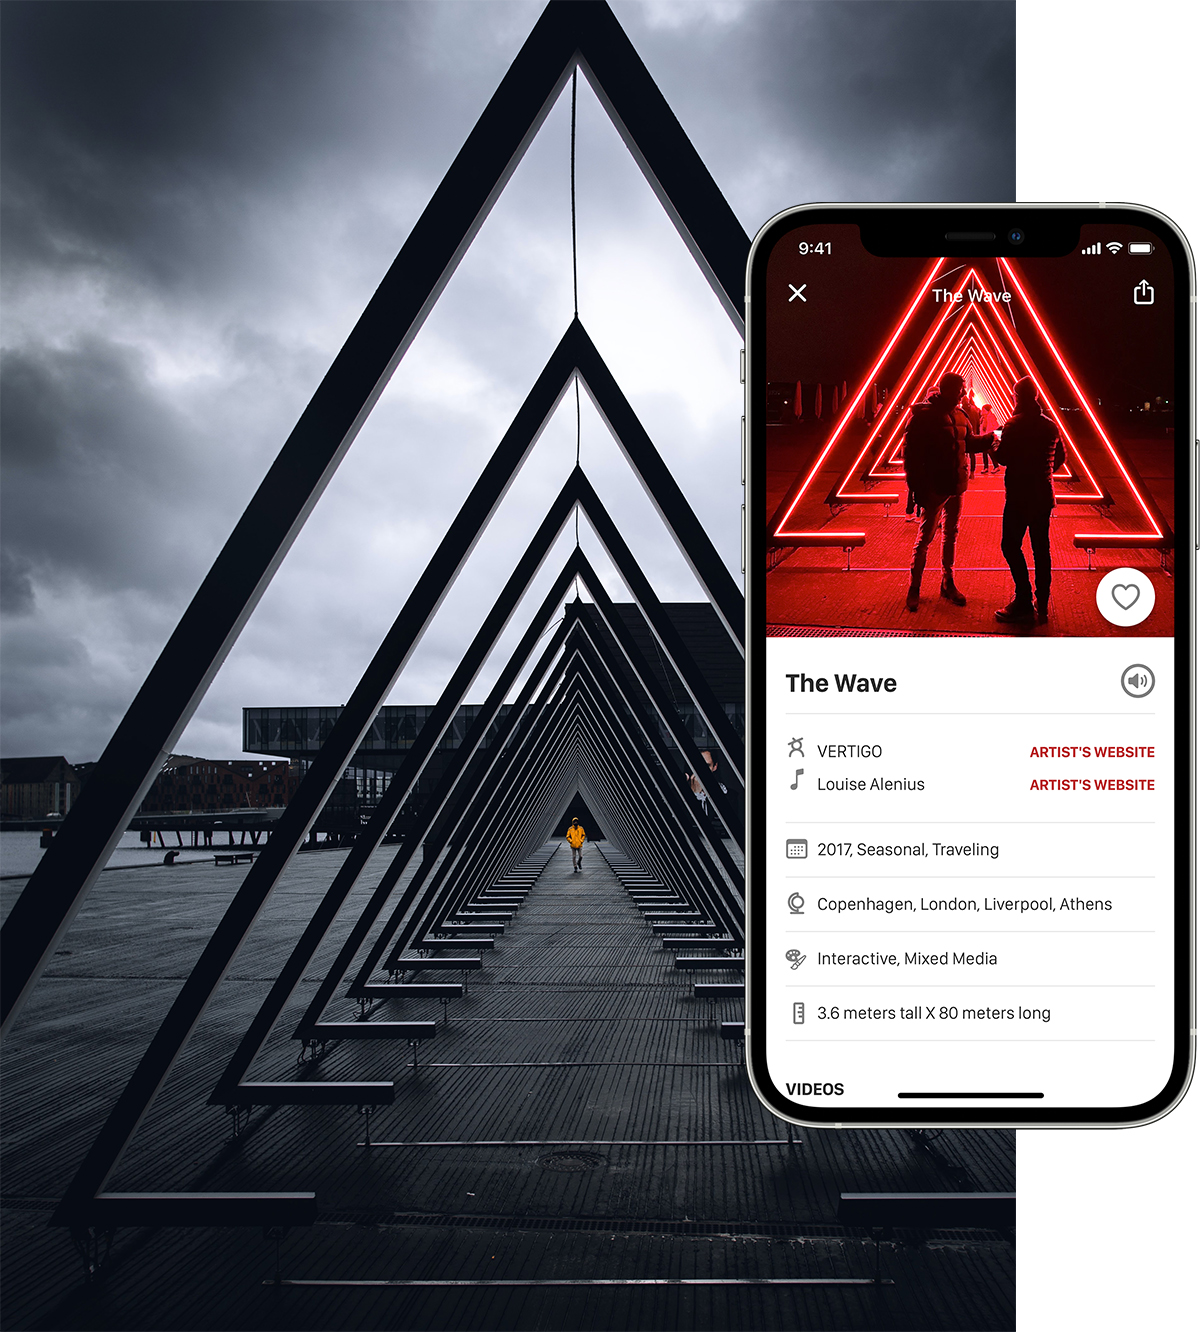 9:41
The Wave
The Wave
VERTIGO
ARTIST'S WEBSITE
Louise Alenius
ARTIST'S WEBSITE
2017, Seasonal, Traveling
Copenhagen, London, Liverpool, Athens
Interactive, Mixed Media
3.6 meters tall X 80 meters long
VIDEOS